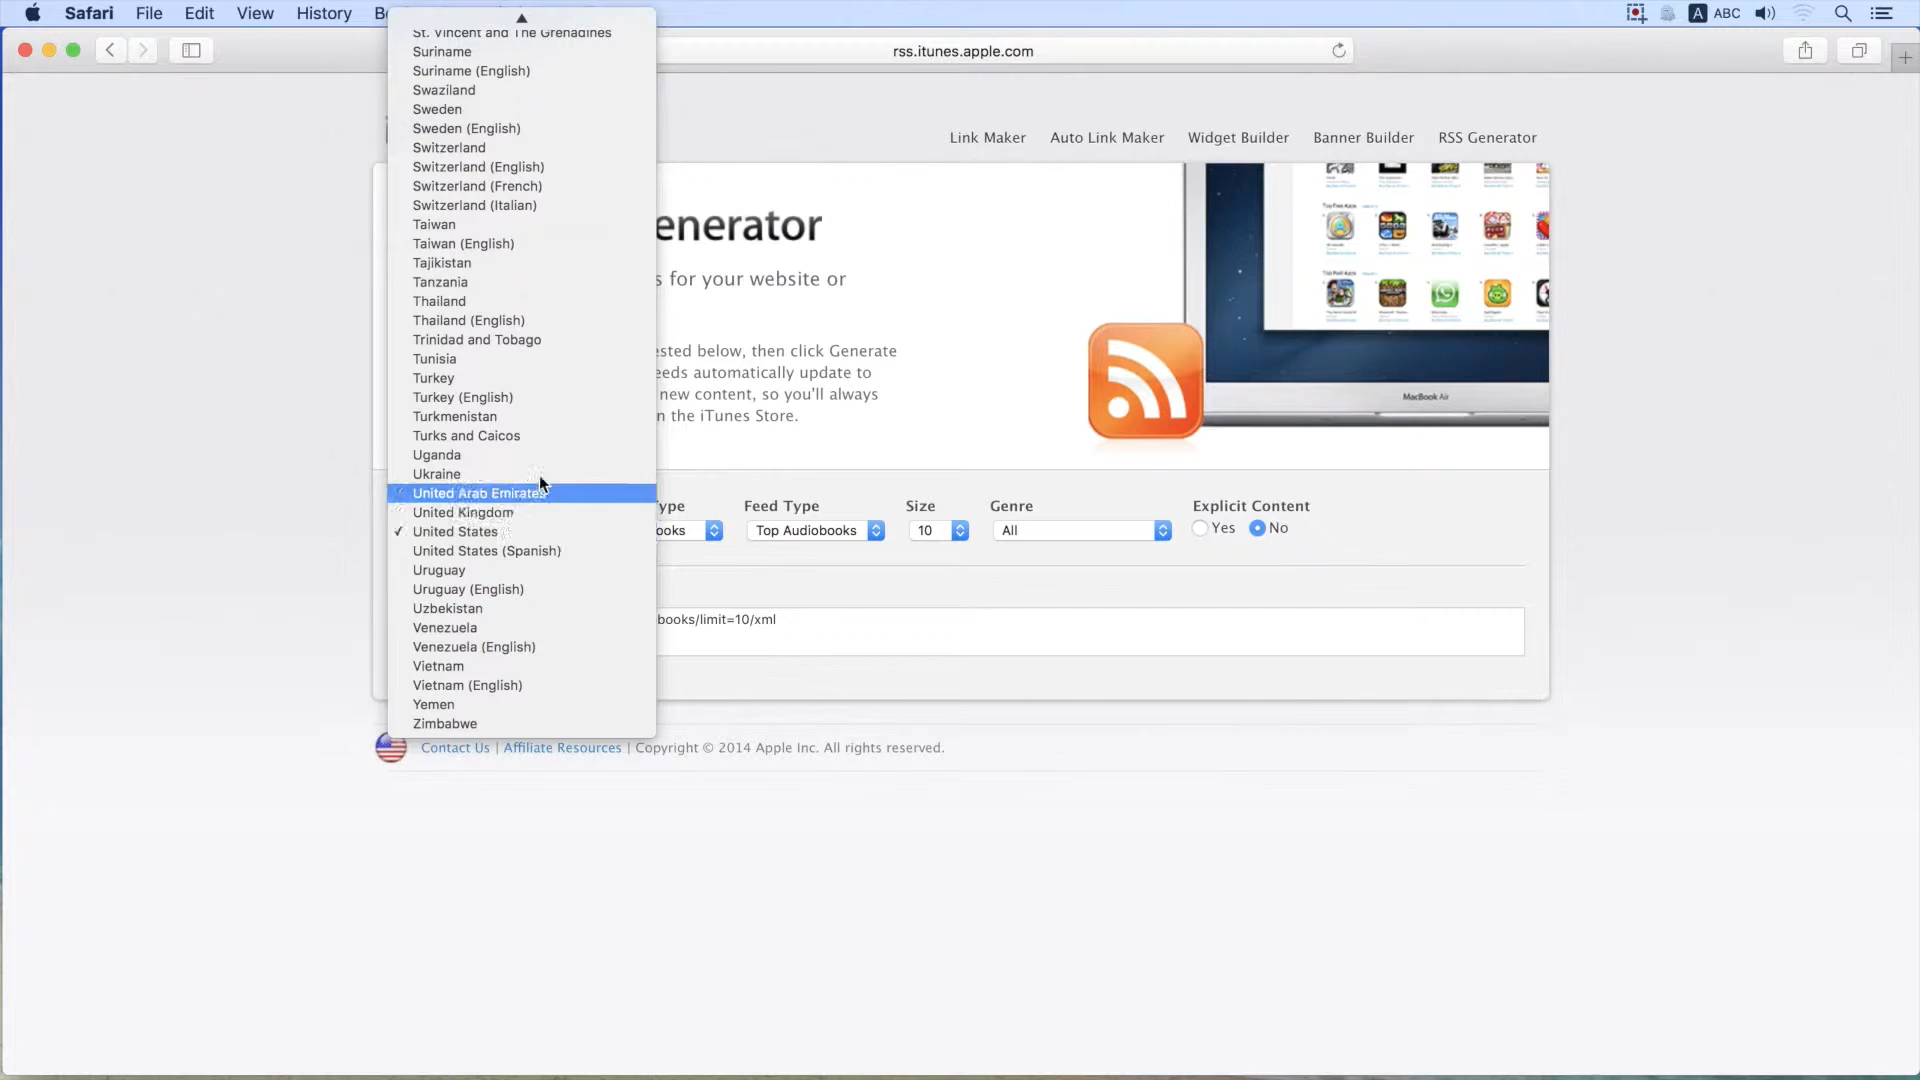 Safari File Edit View History
ABC
rss.itunes.apple.com
St. Vincent and The Grenadines
Suriname
Suriname (English)
Swaziland
Sweden
Sweden (English)
Switzerland
Switzerland (English)
Switzerland (French)
Switzerland (Italian)
Taiwan
Taiwan (English)
Tajikistan
Tanzania
Thailand
Thailand (English)
Trinidad and Tobago
Tunisia
Turkey
Turkey (English)
Turkmenistan
Turks and Caicos
Uganda
Ukraine
United Arab Emirates
United Kingdom
United States
United States (Spanish)
Uruguay
Uruguay (English)
Uzbekistan
Venezuela
Venezuela (English)
Vietnam
Vietnam (English)
Yemen
Zimbabwe
Link Maker Auto Link Maker Widget Builder Banner Builder RSS Generator
enerator
s for your website or
sted below, then click Generate
eeds automatically update to
new content, so you'll always
n the iTunes Store.
MacBook Air
ype Feed Type Size Genre Explicit Content
ooks Top Audiobooks 10 All Yes No
books/limit=10/xml
Contact Us | Affiliate Resources | Copyright © 2014 Apple Inc. All rights reserved.